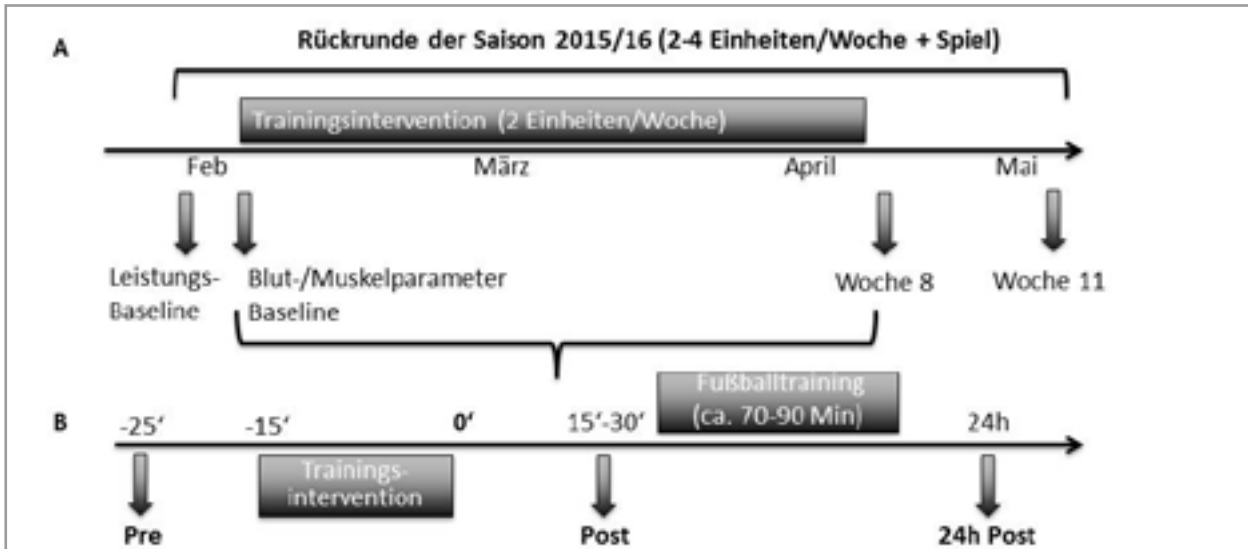 A
Rückrunde der Saison 2015/16 (2-4 Einheiten/Woche + Spiel)
Trainingsintervention (2 Einheiten/Woche)
Feb März April Mai
Leistungs-
Baseline
Blut-/Muskelparameter
Baseline
Woche 8
Woche 11
B
-25‘ -15‘ 0‘ 15‘-30‘
Fußballtraining
(ca. 70-90 Min)
24h
Trainings-
intervention
Pre Post 24h Post